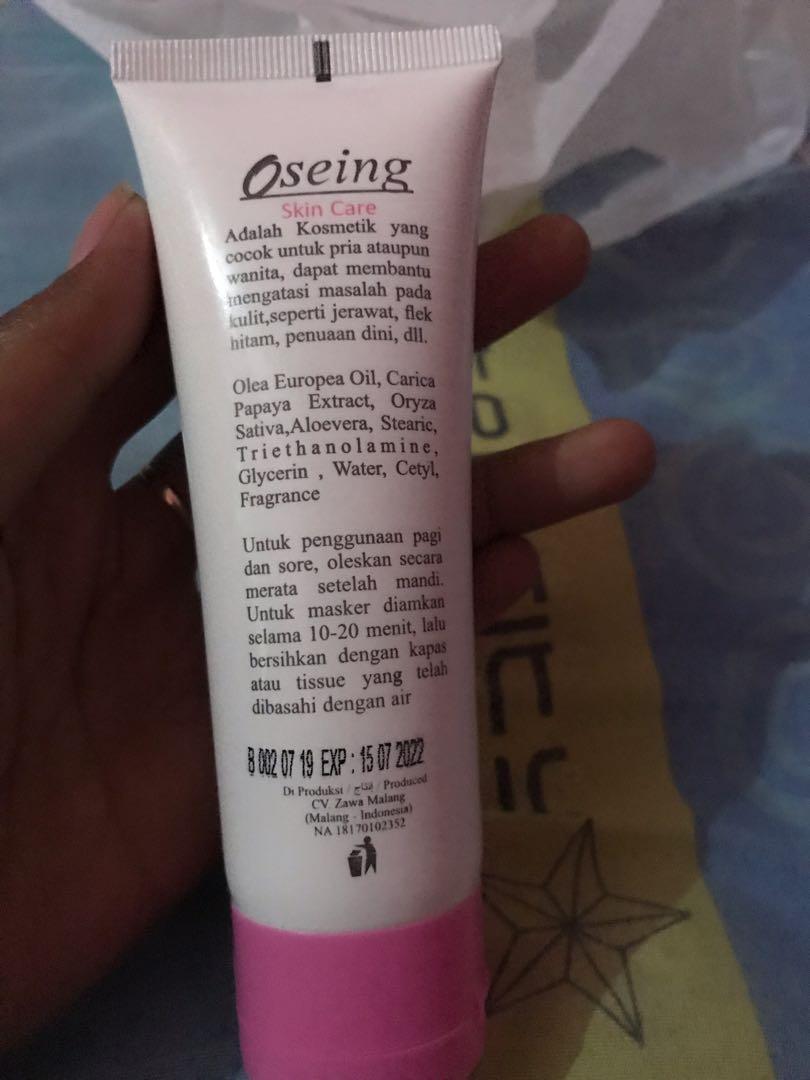 Oseing
Skin Care
Adalah Kosmetik yang
cocok untuk pria ataupun
wanita, dapat membantu
mengatasi masalah pada
kulit,seperti jerawat, flek
hitam, penuaan dini, dll.
Olea Europea Oil, Carica
Papaya Extract, Oryza
Sativa,Aloevera, Stearic,
Triethanolamine,
Glycerin , Water, Cetyl,
Fragrance
Untuk penggunaan pagi
dan sore, oleskan secara
merata setelah mandi.
Untuk masker diamkan
selama 10-20 menit, lalu
bersihkan dengan kapas
atau tissue yang telah
dibasahi dengan air
B 002 07 19 EXP : 15 07 2022
Di Produksi / / Produced
CV. Zawa Malang
(Malang - Indonesia)
NA 18170102352